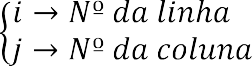 i → Nº da linha
j → Nº da coluna